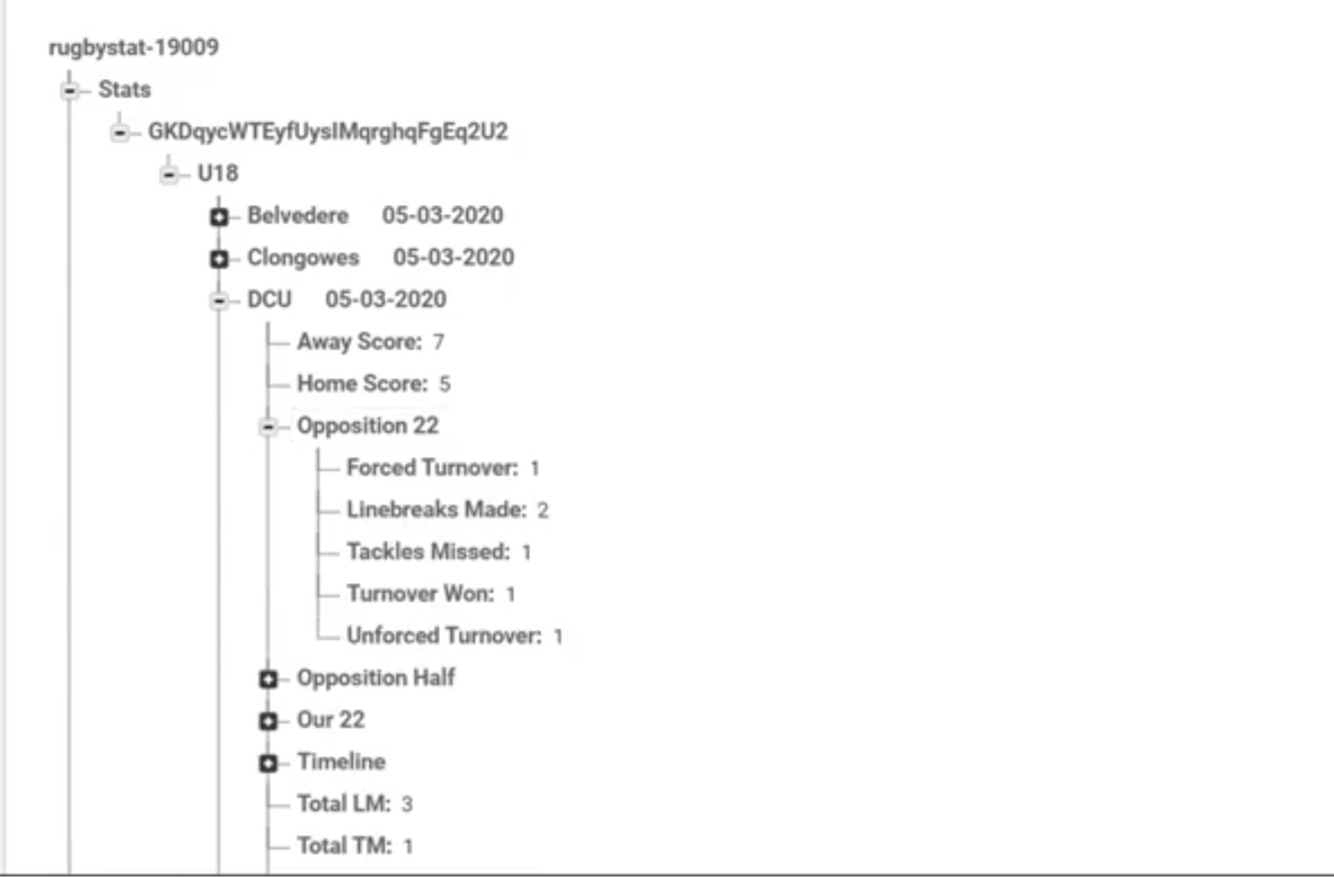 rugbystat-19009
Stats
GKDqycWTEyfUyslMqrghqFgEq2U2
U18
Belvedere 05-03-2020
Clongowes 05-03-2020
DCU 05-03-2020
Away Score: 7
Home Score: 5
Opposition 22
Forced Turnover: 1
Linebreaks Made: 2
Tackles Missed: 1
Turnover Won: 1
Unforced Turnover: 1
Opposition Half
Our 22
Timeline
Total LM: 3
Total TM: 1